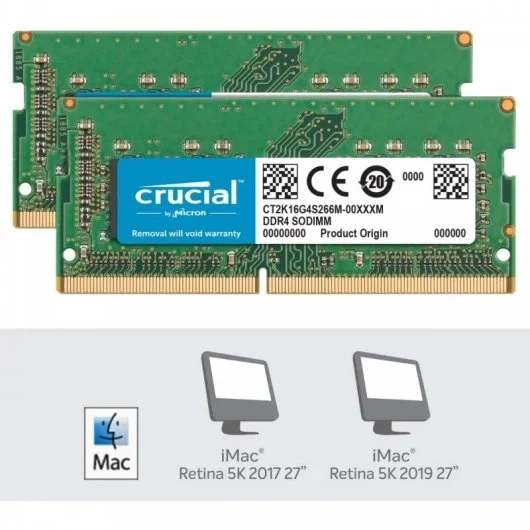 1885 A
crucial
by Micron
Removal will void warranty
0000
CT2K16G4S266M-00XXXM
DDR4 SODIMM
00000000 Product Origin 000000
20
Mac
iMac®
Retina 5K 2017 27”
iMac®
Retina 5K 2019 27”